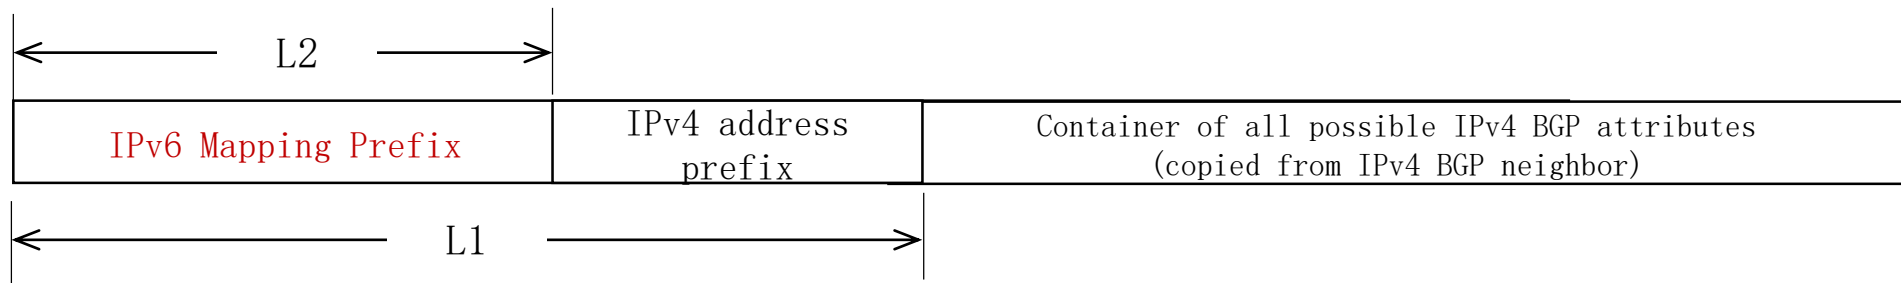 L2
IPv6 Mapping Prefix
IPv4 address
prefix
Container of all possible IPv4 BGP attributes
(copied from IPv4 BGP neighbor)
L1